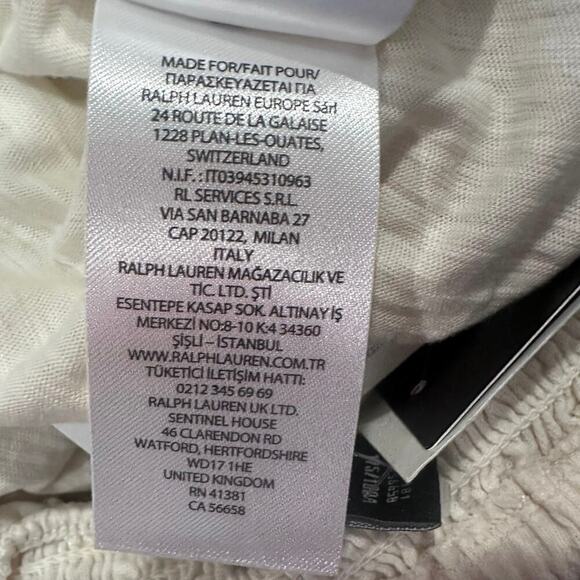 MADE FOR/FAIT POUR/
ΠΑΡΑΣΚΕΥΑΖΕΤΑΙ ΓΙΑ
RALPH LAUREN EUROPE Sàrl
24 ROUTE DE LA GALAISE
1228 PLAN-LES-OUATES,
SWITZERLAND
N.I.F. : IT03945310963
RL SERVICES S.R.L.
VIA SAN BARNABA 27
CAP 20122, MILAN
ITALY
RALPH LAUREN MAĞAZACILIK VE
TİC. LTD. ŞTİ
ESENTEPE KASAP SOK. ALTINAY İŞ
MERKEZİ NO:8-10 K:4 34360
ŞİŞLİ – İSTANBUL
WWW.RALPHLAUREN.COM.TR
TÜKETİCİ İLETİŞİM HATTI:
0212 345 69 69
RALPH LAUREN UK LTD.
SENTINEL HOUSE
46 CLARENDON RD
WATFORD, HERTFORDSHIRE
WD17 1HE
UNITED KINGDOM
RN 41381
CA 56658